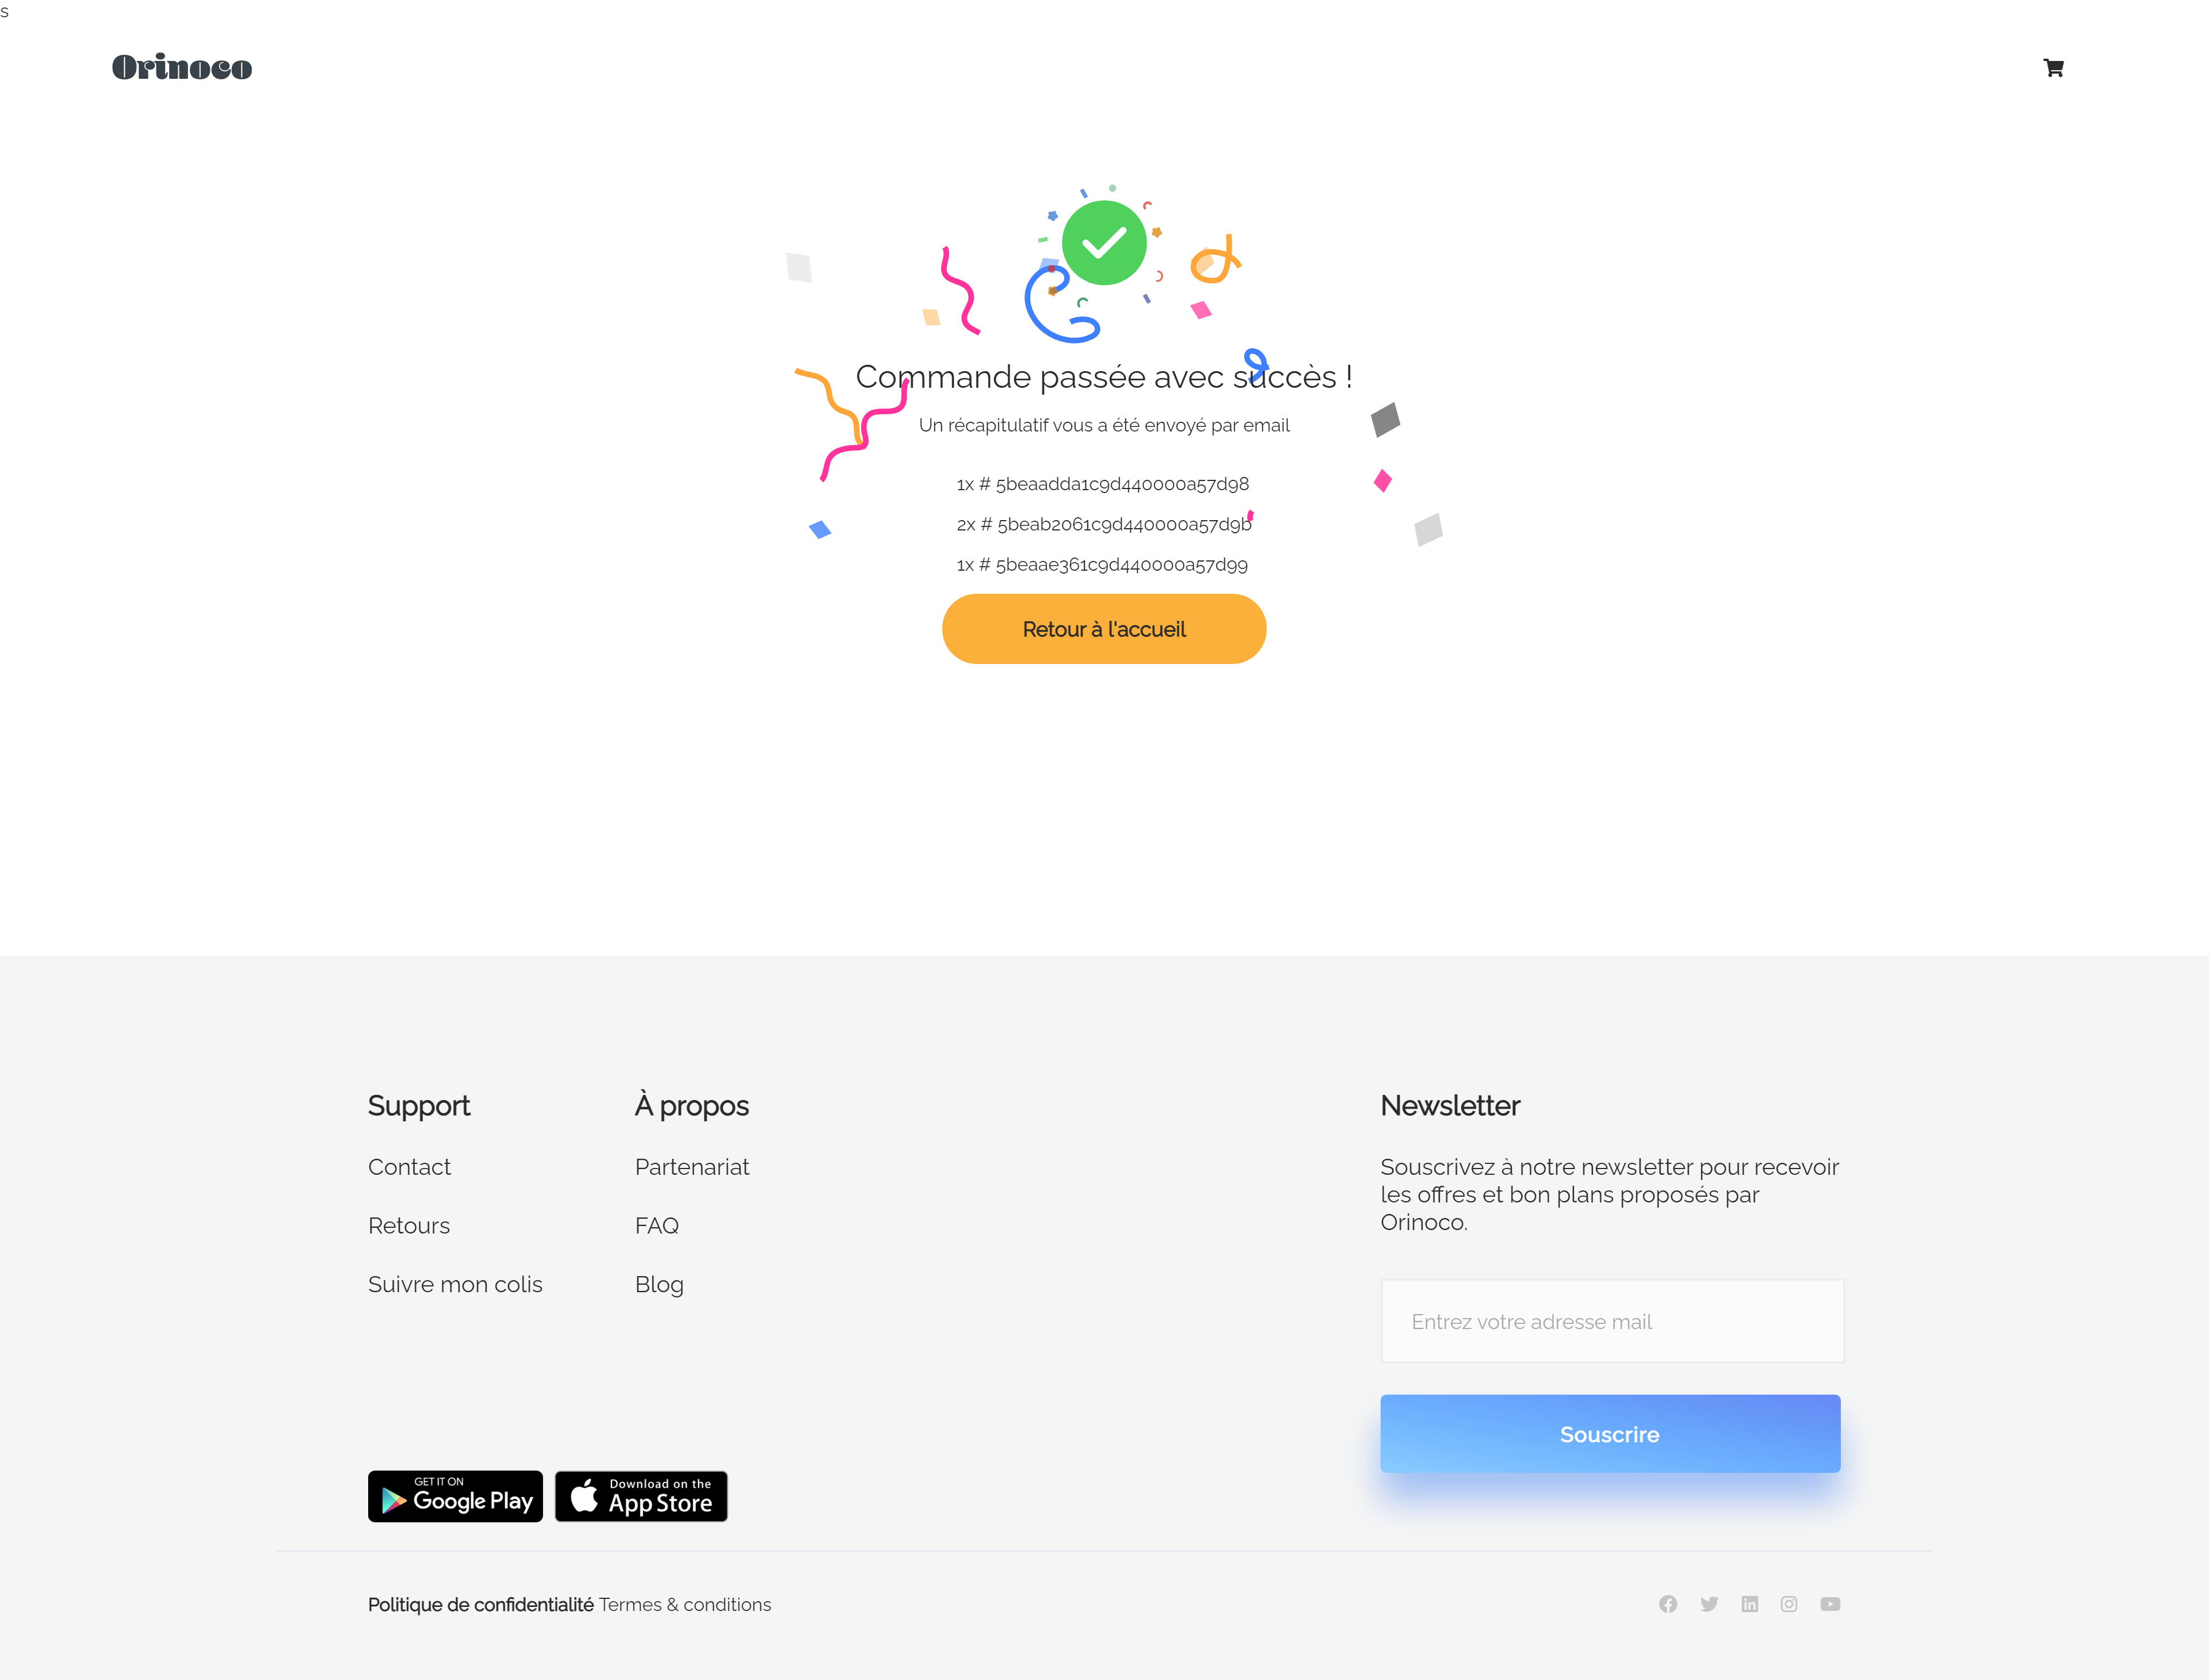 s
Orinoco
Commande passée avec succès !
Un récapitulatif vous a été envoyé par email
1x # 5beaadda1c9d440000a57d98
2x # 5beab2061c9d440000a57d9b
1x # 5beaae361c9d440000a57d99
Retour à l'accueil
Support
Contact
Retours
Suivre mon colis
À propos
Partenariat
FAQ
Blog
Newsletter
Souscrivez à notre newsletter pour recevoir
les offres et bon plans proposés par
Orinoco.
Entrez votre adresse mail
Souscrire
GET IT ON
Google Play
Download on the
App Store
Politique de confidentialité Termes & conditions